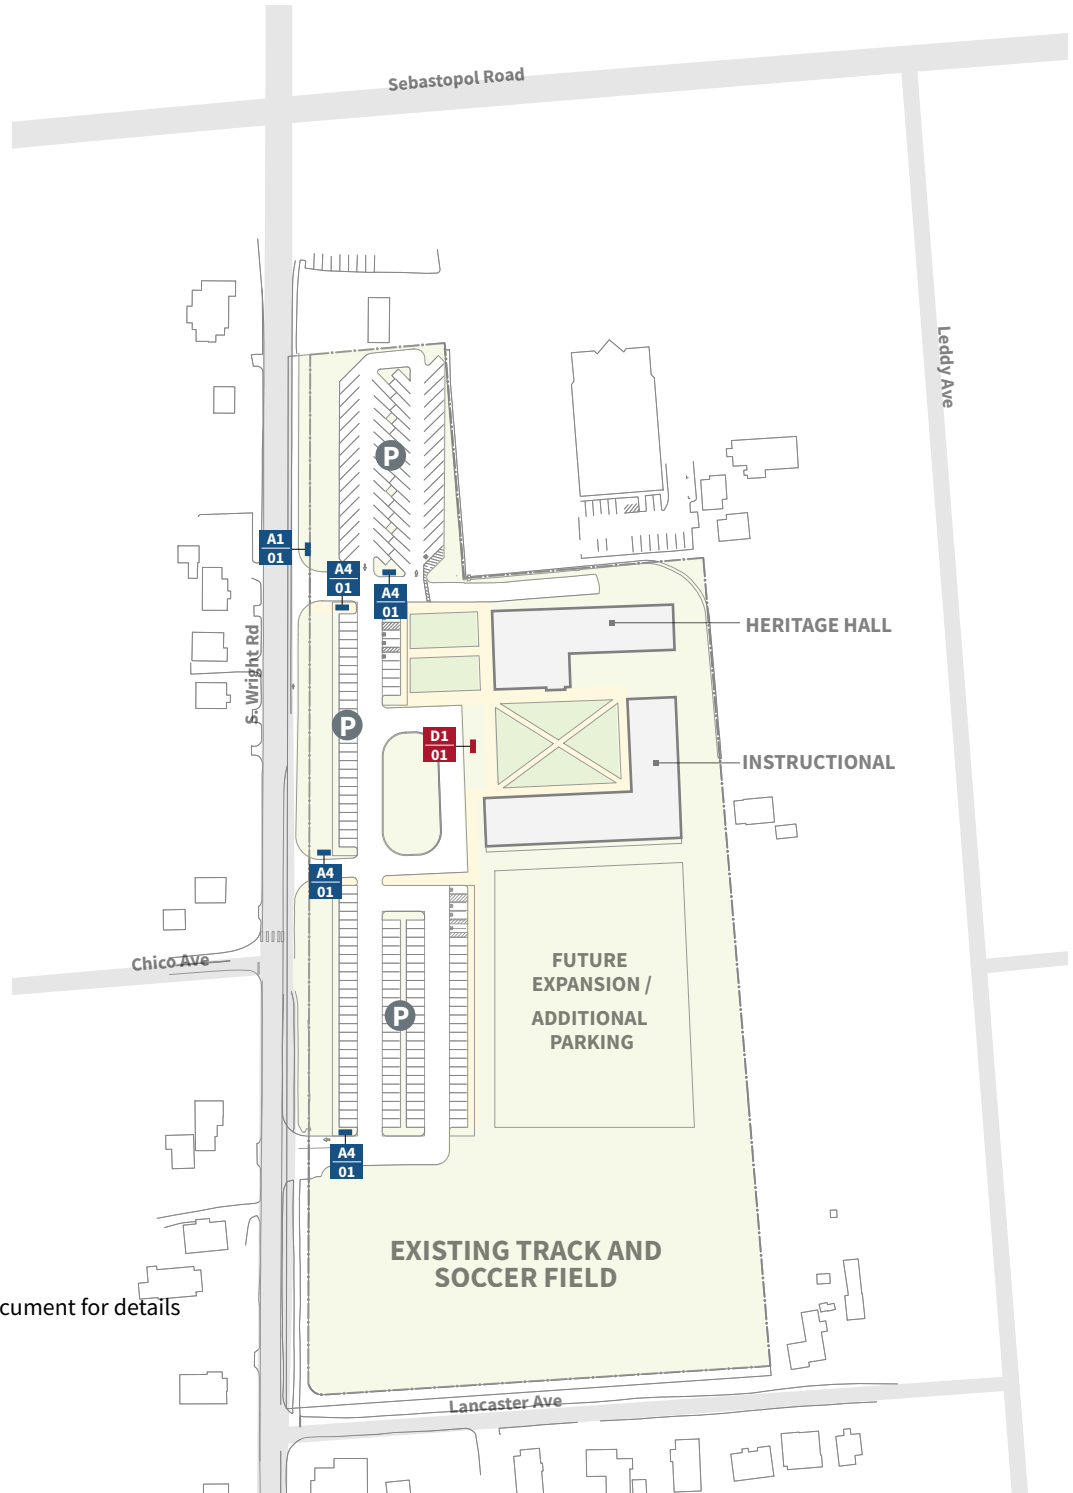 Sebastopol Road
Leddy Ave
P
A1
01
A4
01
A4
01
HERITAGE HALL
S. Wright Rd
P
D1
01
INSTRUCTIONAL
A4
01
Chico Ave
FUTURE
EXPANSION /
ADDITIONAL
PARKING
P
A4
01
EXISTING TRACK AND
SOCCER FIELD
cument for details
Lancaster Ave